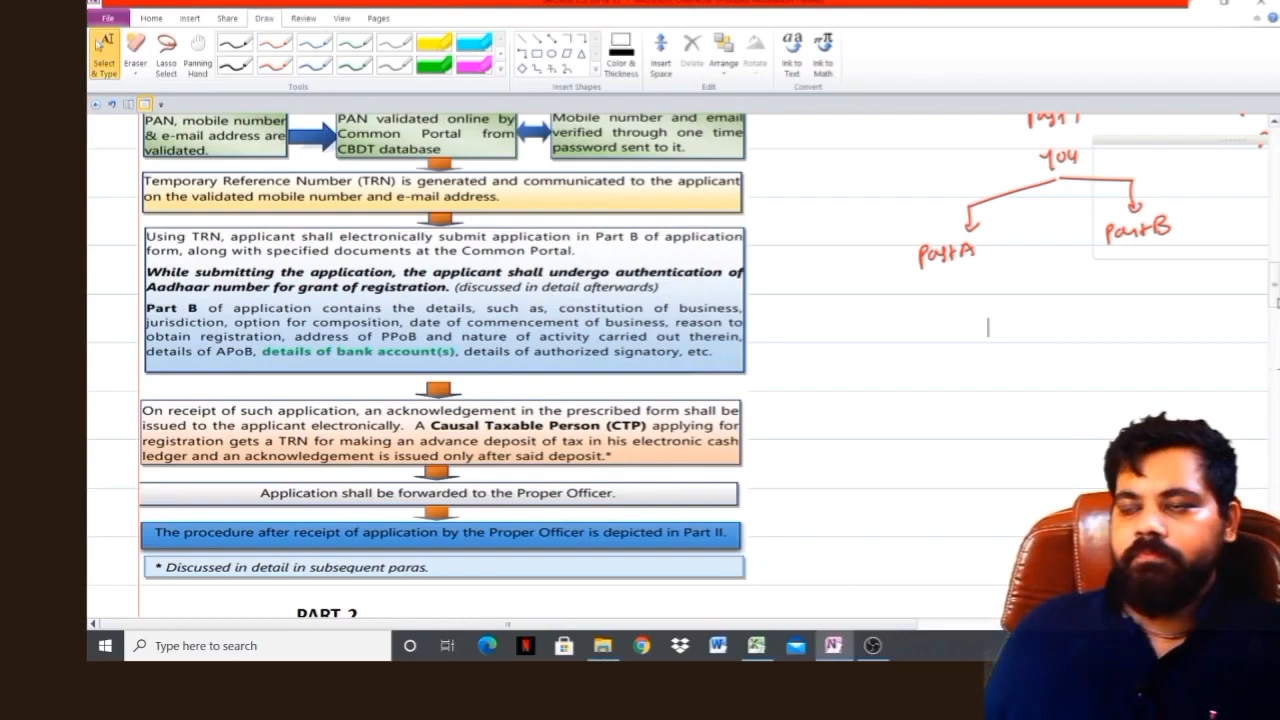 File Home Insert Share Draw Review View Pages
Select & Type
Eraser
Lasso Select
Panning Hand
Color & Thickness
Insert Space
Delete
Arrange
Rotate
Ink to Text
Ink to Math
Tools
Insert Shapes
Edit
Convert
PAN, mobile number
& e-mail address are
validated.
PAN validated online by
Common Portal from
CBDT database
Mobile number and email
verified through one time
password sent to it.
Temporary Reference Number (TRN) is generated and communicated to the applicant
on the validated mobile number and e-mail address.
Using TRN, applicant shall electronically submit application in Part B of application
form, along with specified documents at the Common Portal.
While submitting the application, the applicant shall undergo authentication of
Aadhaar number for grant of registration. (discussed in detail afterwards)
Part B of application contains the details, such as, constitution of business,
jurisdiction, option for composition, date of commencement of business, reason to
obtain registration, address of PPoB and nature of activity carried out therein,
details of APoB, details of bank account(s), details of authorized signatory, etc.
On receipt of such application, an acknowledgement in the prescribed form shall be
issued to the applicant electronically. A Causal Taxable Person (CTP) applying for
registration gets a TRN for making an advance deposit of tax in his electronic cash
ledger and an acknowledgement is issued only after said deposit.*
Application shall be forwarded to the Proper Officer.
The procedure after receipt of application by the Proper Officer is depicted in Part II.
* Discussed in detail in subsequent paras.
PART 2
You
Part A
Part B
Type here to search